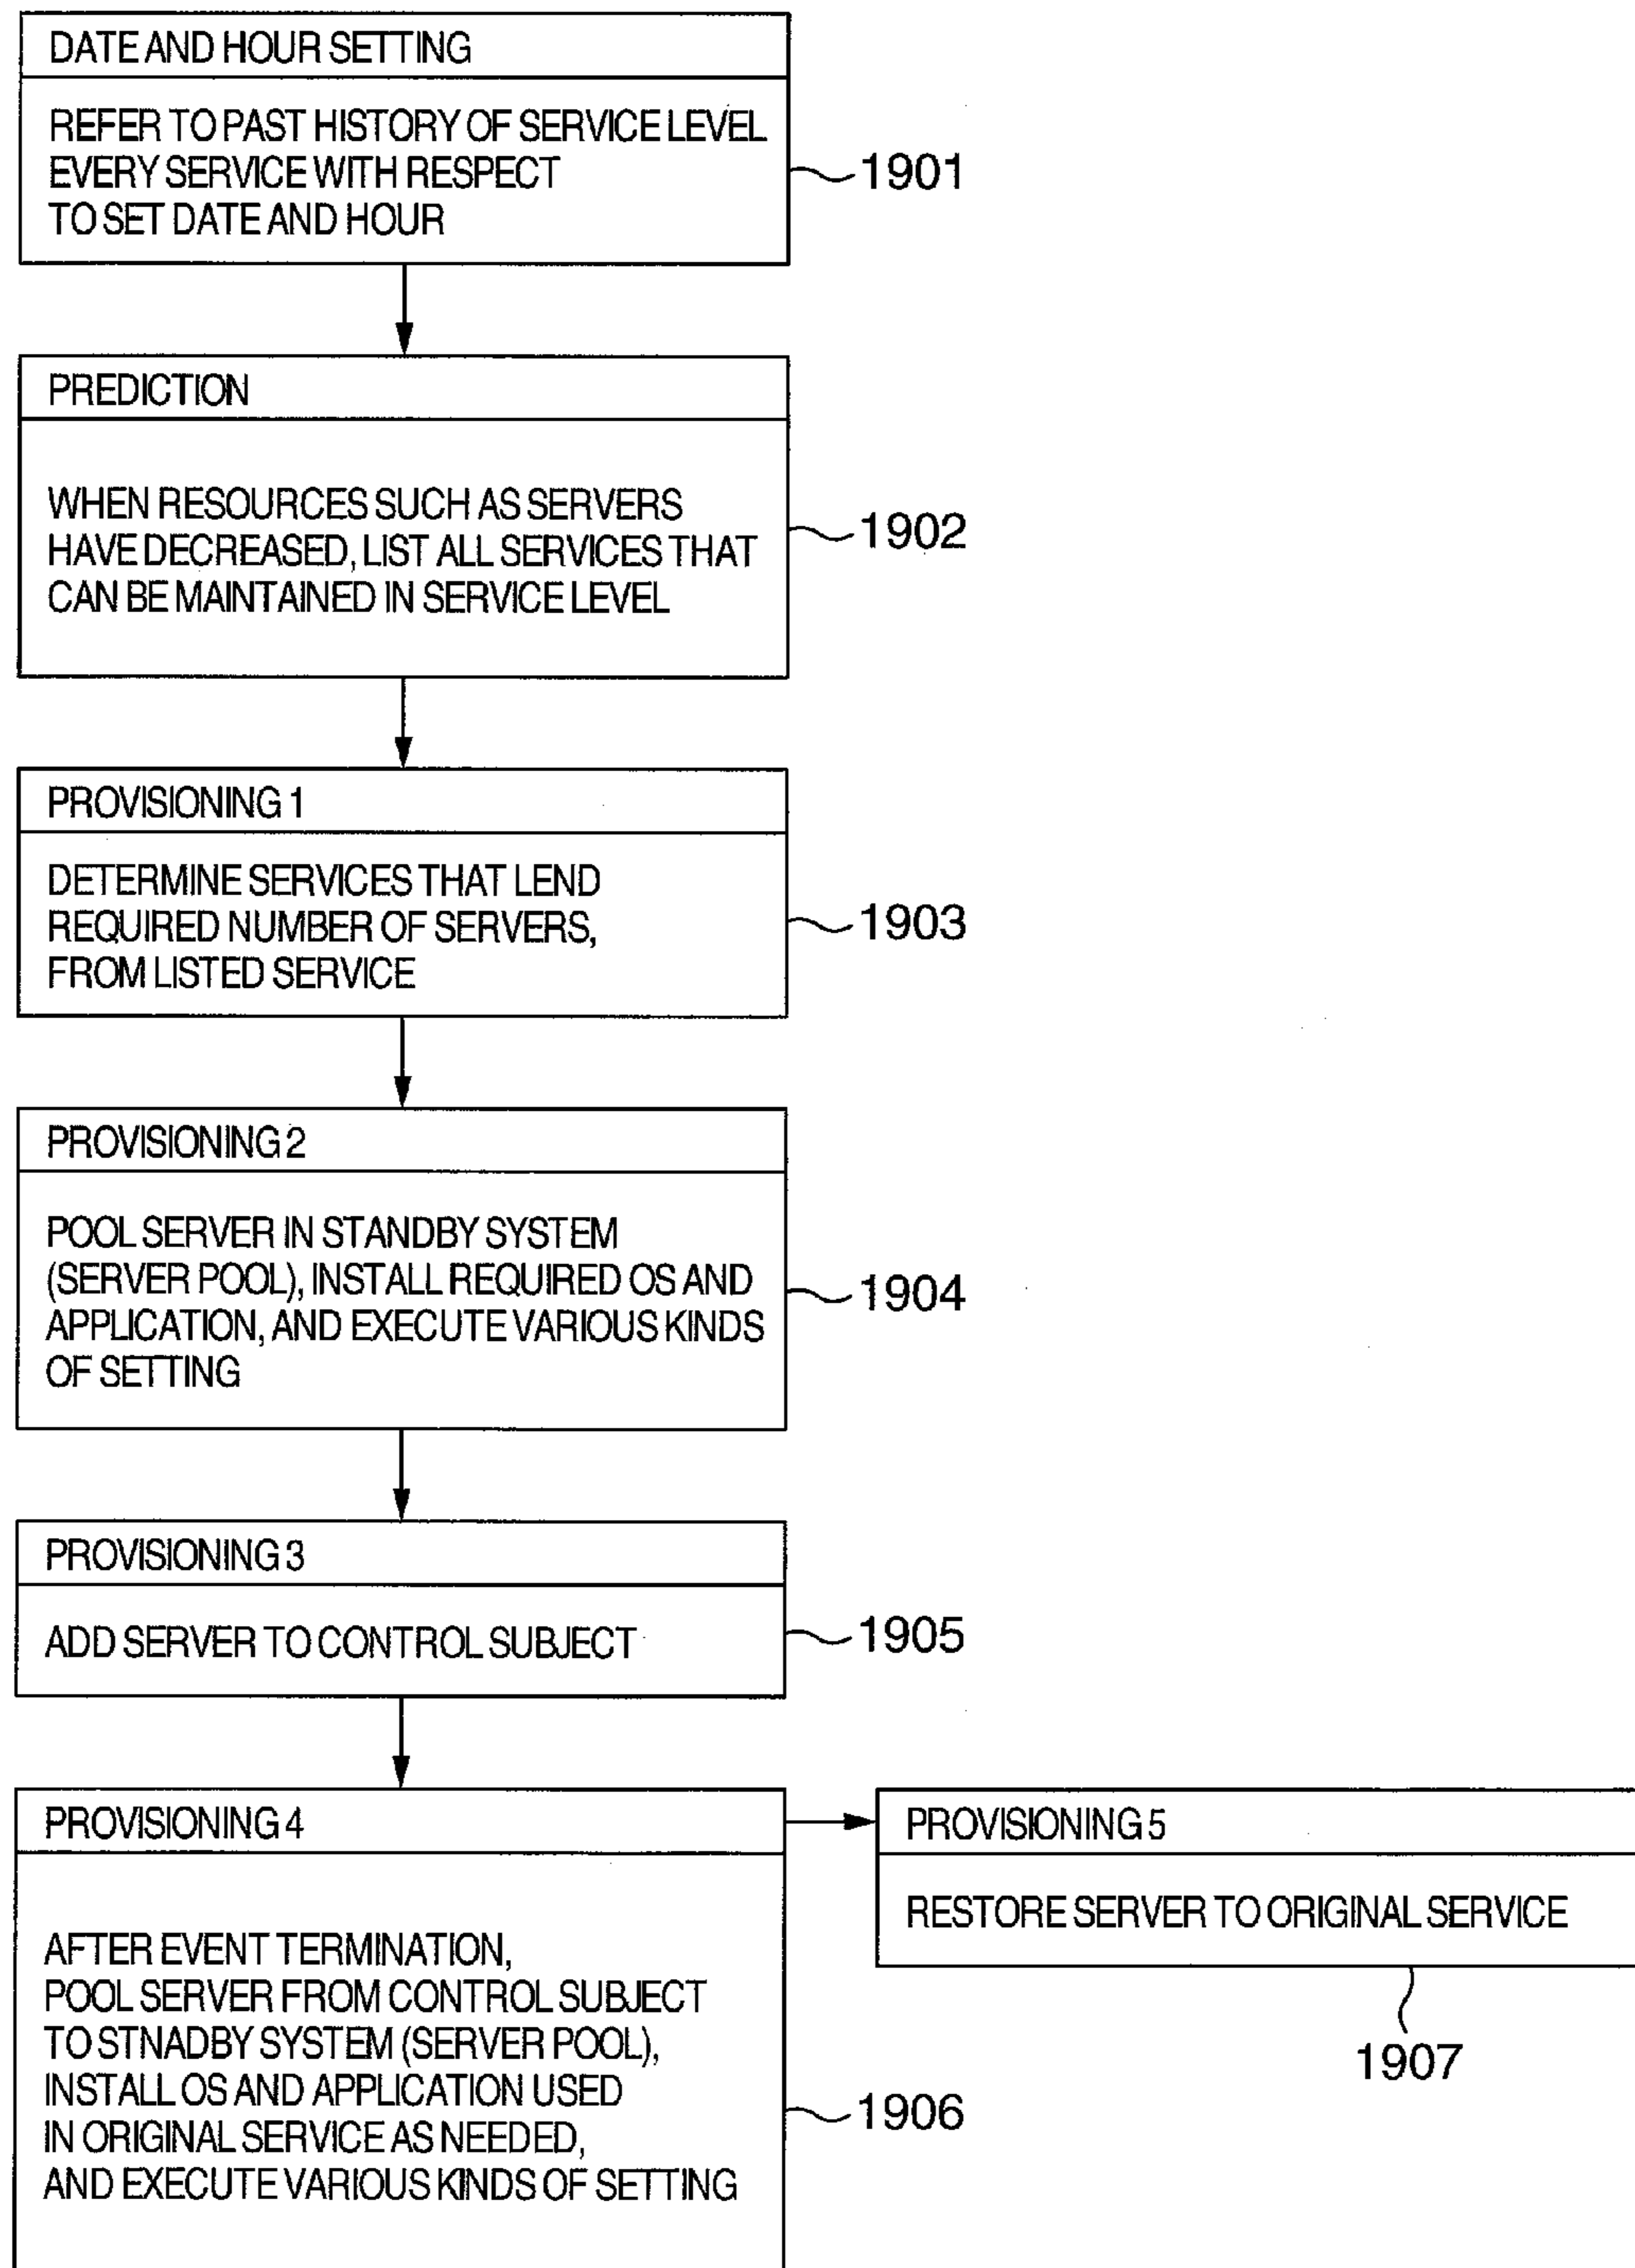 DATE AND HOUR SETTING
REFER TO PAST HISTORY OF SERVICE LEVEL
EVERY SERVICE WITH RESPECT
TO SET DATE AND HOUR
1901
PREDICTION
WHEN RESOURCES SUCH AS SERVERS
HAVE DECREASED, LIST ALL SERVICES THAT
CAN BE MAINTAINED IN SERVICE LEVEL
1902
PROVISIONING 1
DETERMINE SERVICES THAT LEND
REQUIRED NUMBER OF SERVERS,
FROM LISTED SERVICE
1903
PROVISIONING 2
POOL SERVER IN STANDBY SYSTEM
(SERVER POOL), INSTALL REQUIRED OS AND
APPLICATION, AND EXECUTE VARIOUS KINDS
OF SETTING
1904
PROVISIONING 3
ADD SERVER TO CONTROL SUBJECT
1905
PROVISIONING 4
AFTER EVENT TERMINATION,
POOL SERVER FROM CONTROL SUBJECT
TO STNADBY SYSTEM (SERVER POOL),
INSTALL OS AND APPLICATION USED
IN ORIGINAL SERVICE AS NEEDED,
AND EXECUTE VARIOUS KINDS OF SETTING
1906
PROVISIONING 5
RESTORE SERVER TO ORIGINAL SERVICE
1907